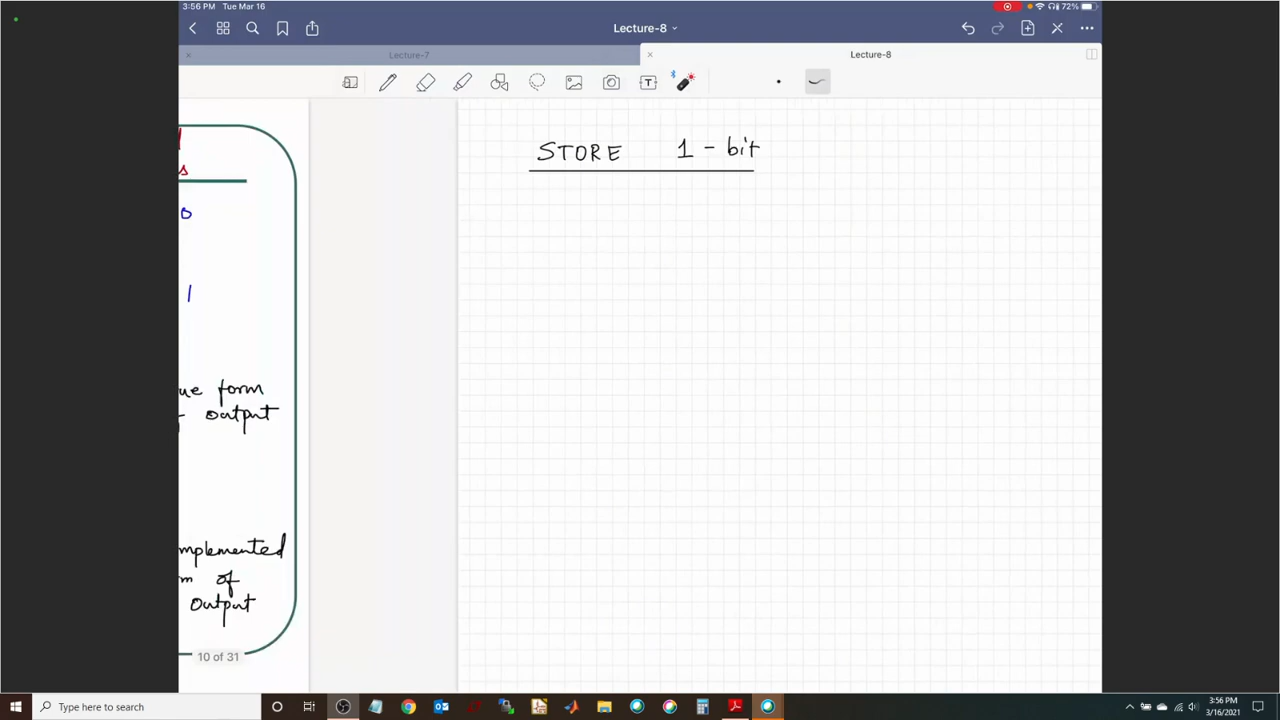 3:56 PM Tue Mar 16
72%
Lecture-8
Lecture-7
Lecture-8
STORE 1 - bit
s
0
1
form
output
mplemented
of
output
10 of 31
Type here to search
3:56 PM
3/16/2021